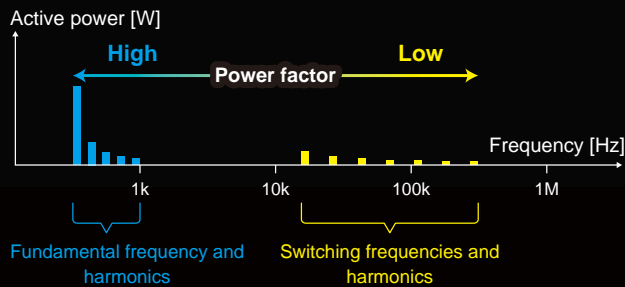 Active power [W]
High
Low
Power factor
Frequency [Hz]
1k
10k
100k
1M
Fundamental frequency and
harmonics
Switching frequencies and
harmonics